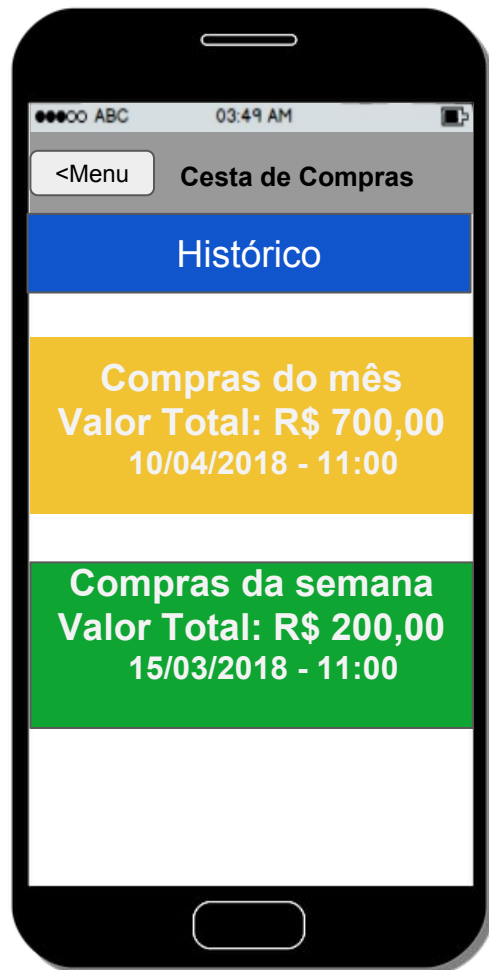 ABC 03:49 AM
<Menu Cesta de Compras
Histórico
Compras do mês
Valor Total: R$ 700,00
10/04/2018 - 11:00
Compras da semana
Valor Total: R$ 200,00
15/03/2018 - 11:00